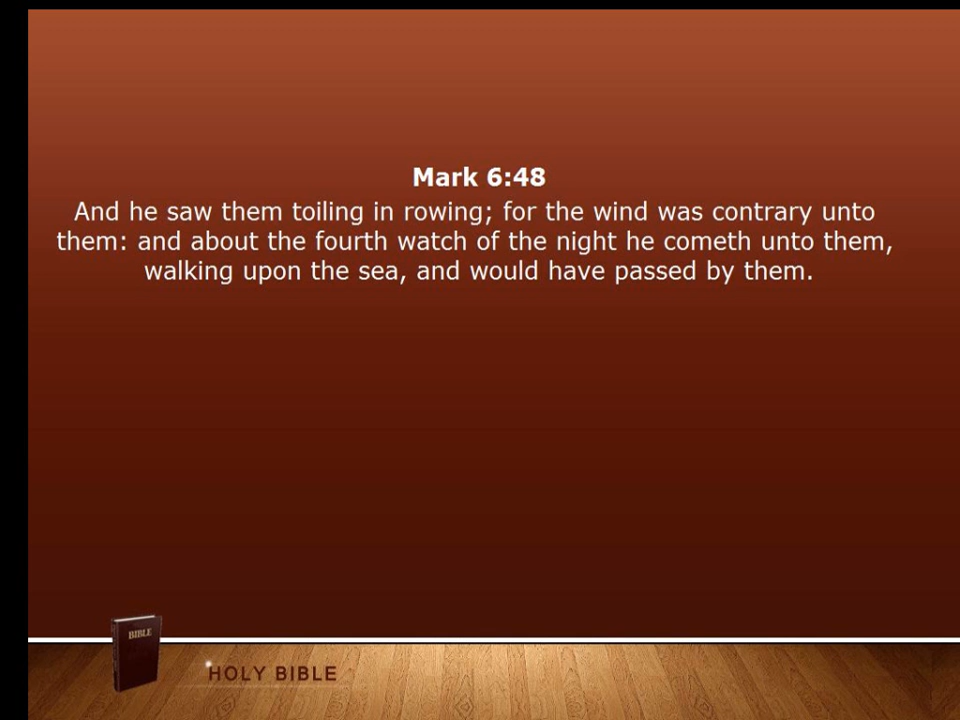 Mark 6:48
And he saw them toiling in rowing; for the wind was contrary unto
them: and about the fourth watch of the night he cometh unto them,
walking upon the sea, and would have passed by them.
BIBLE
HOLY BIBLE